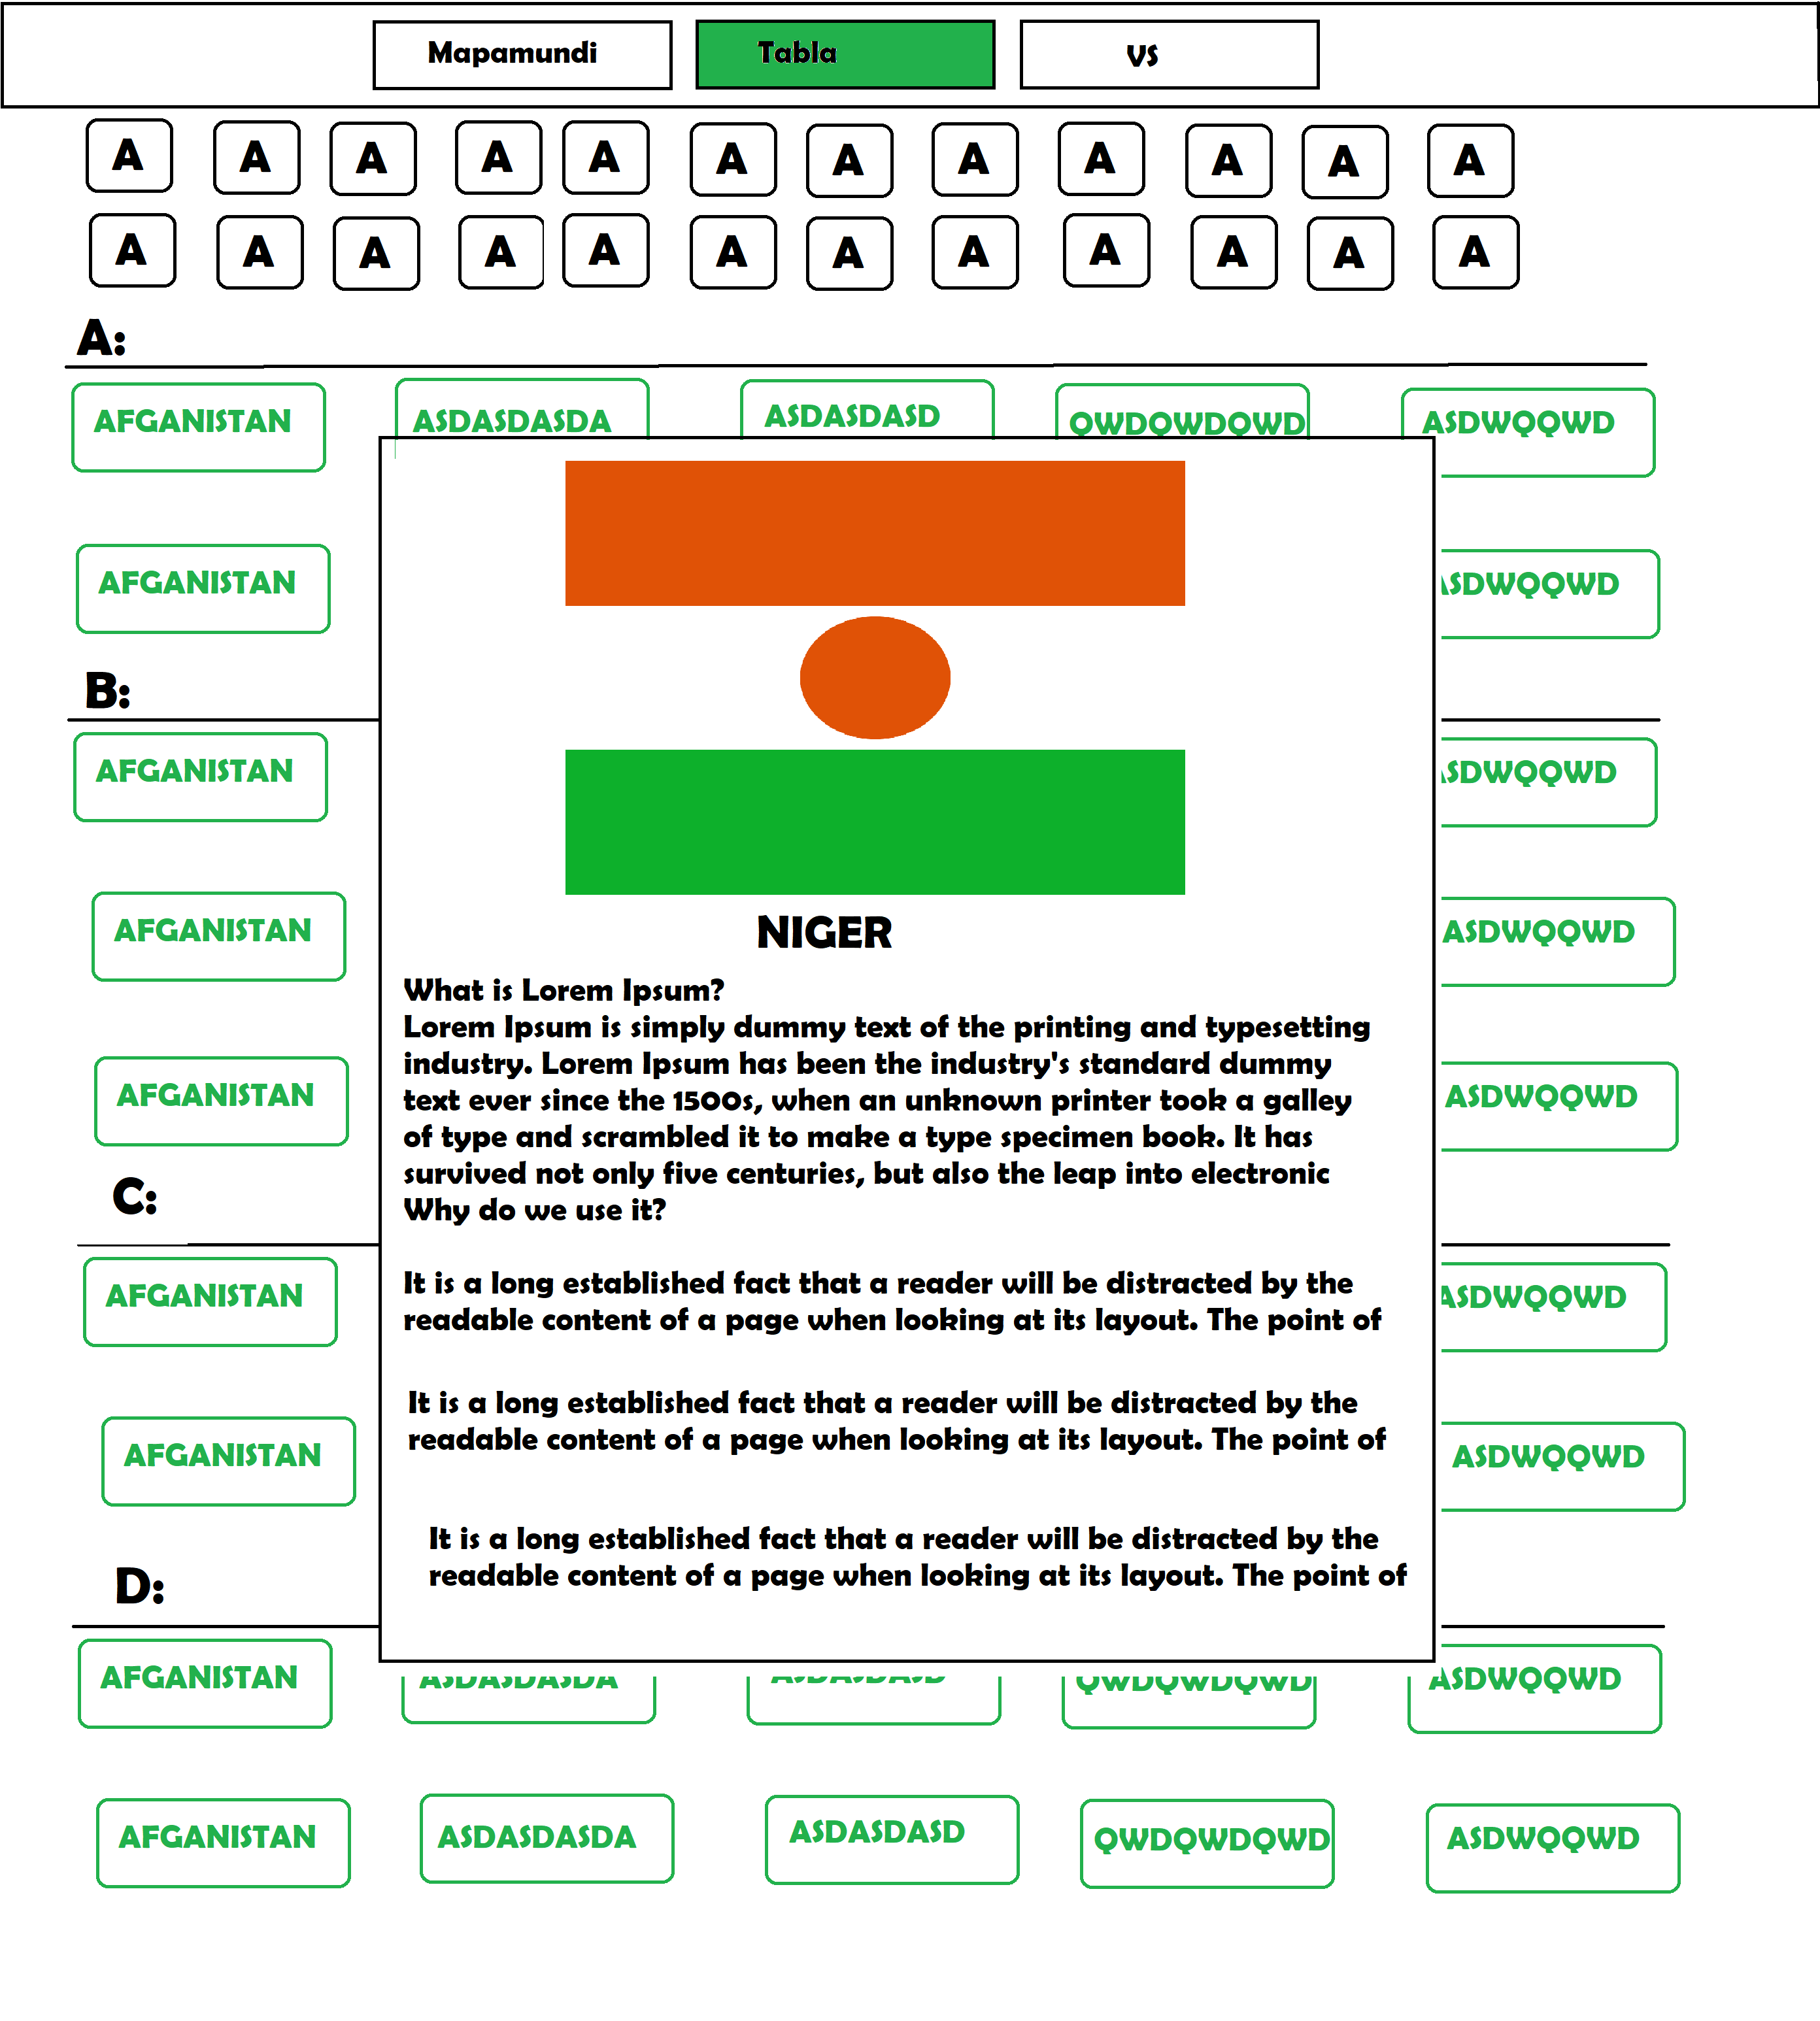 Mapamundi Tabla VS
A A A A A A A A A A A A
A A A A A A A A A A A A
A:
AFGANISTAN ASDASDASDA ASDASDASD QWDQWDQWD ASDWQQWD
AFGANISTAN ASDWQQWD
B:
AFGANISTAN ASDWQQWD
AFGANISTAN ASDWQQWD
AFGANISTAN ASDWQQWD
C:
AFGANISTAN ASDWQQWD
AFGANISTAN ASDWQQWD
D:
AFGANISTAN ASDASDASDA ASDASDASD QWDQWDQWD ASDWQQWD
AFGANISTAN ASDASDASDA ASDASDASD QWDQWDQWD ASDWQQWD
NIGER
What is Lorem Ipsum?
Lorem Ipsum is simply dummy text of the printing and typesetting
industry. Lorem Ipsum has been the industry's standard dummy
text ever since the 1500s, when an unknown printer took a galley
of type and scrambled it to make a type specimen book. It has
survived not only five centuries, but also the leap into electronic
Why do we use it?
It is a long established fact that a reader will be distracted by the
readable content of a page when looking at its layout. The point of
It is a long established fact that a reader will be distracted by the
readable content of a page when looking at its layout. The point of
It is a long established fact that a reader will be distracted by the
readable content of a page when looking at its layout. The point of